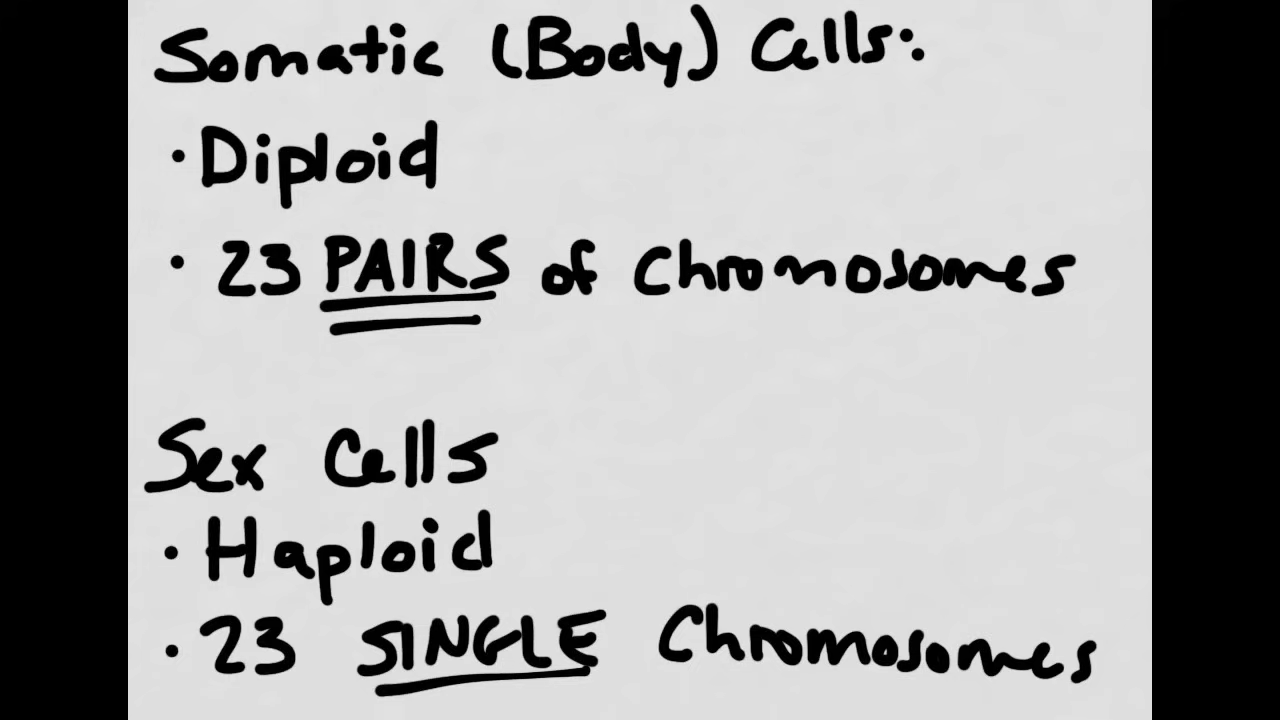 Somatic (Body) Cells:
• Diploid
• 23 PAIRS of Chromosomes
Sex Cells
• Haploid
• 23 SINGLE Chromosomes